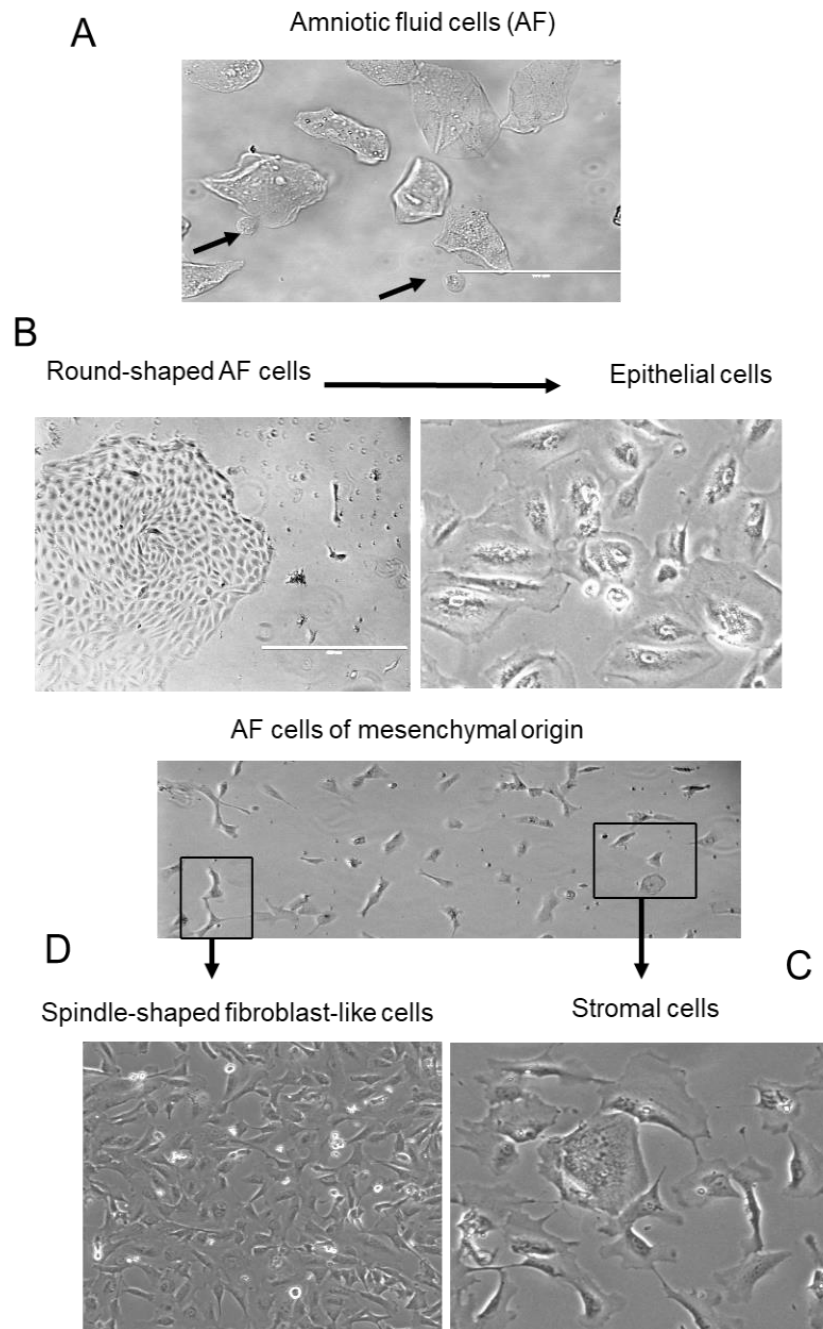 A
Amniotic fluid cells (AF)
B
Round-shaped AF cells
Epithelial cells
AF cells of mesenchymal origin
D
C
Spindle-shaped fibroblast-like cells
Stromal cells